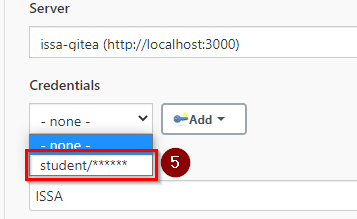 Server
issa-gitea (http://localhost:3000)
Credentials
- none -
Add
- none -
student/******
5
ISSA